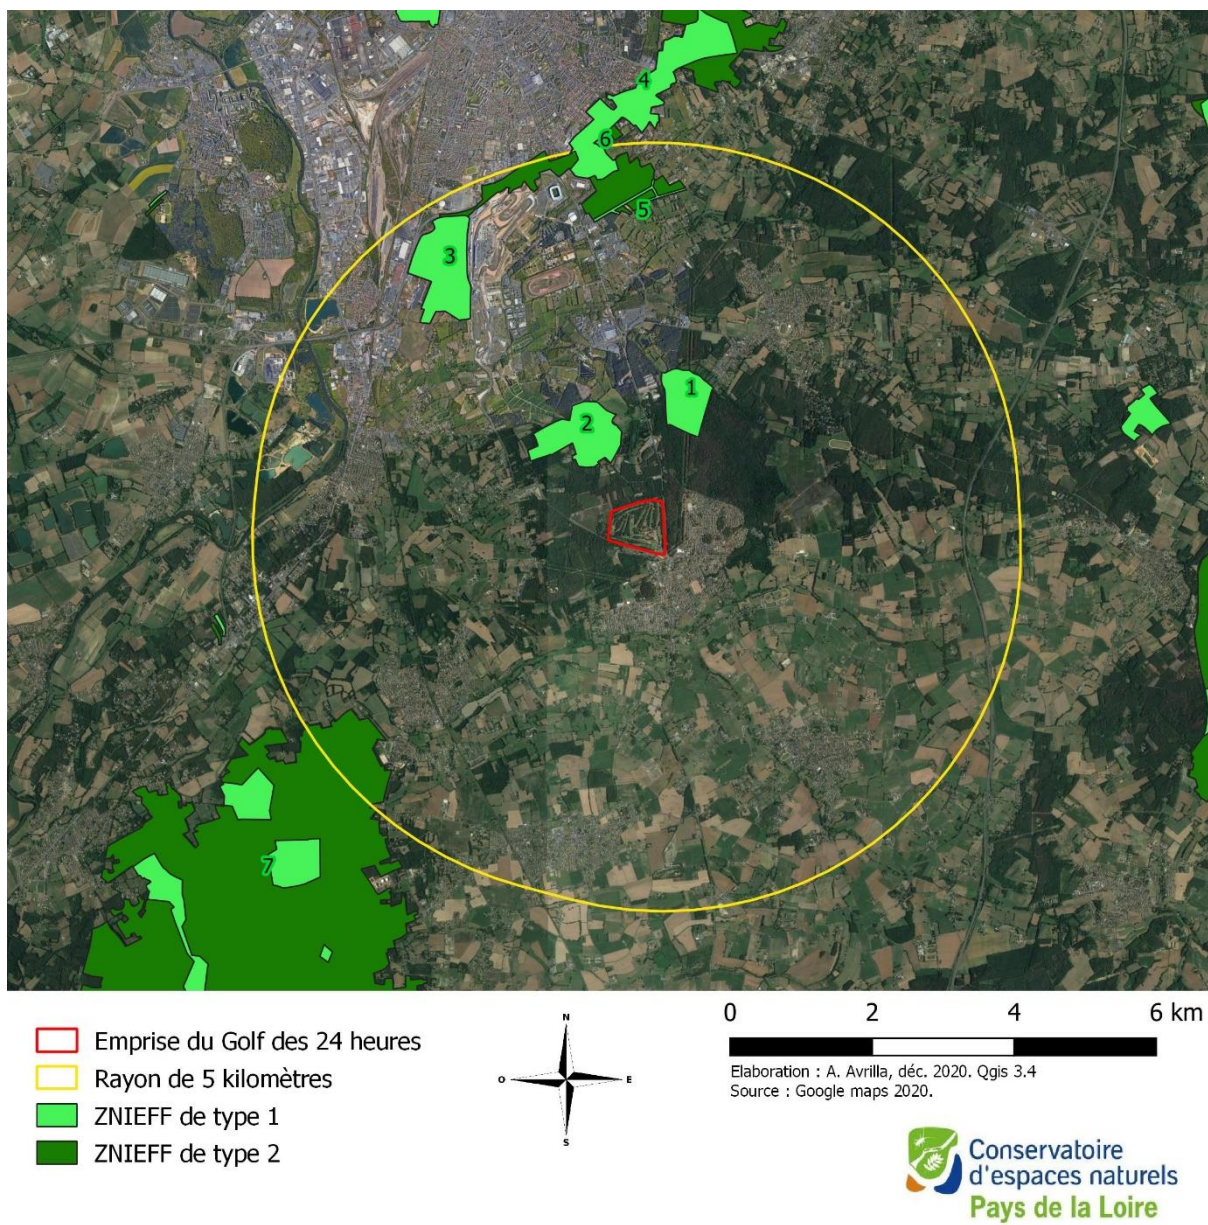 4
6
5
3
1
2
7
0 2 4 6 km
Emprise du Golf des 24 heures
Rayon de 5 kilomètres
ZNIEFF de type 1
ZNIEFF de type 2
N
O E
S
Elaboration : A. Avrilla, déc. 2020. Qgis 3.4
Source : Google maps 2020.
Conservatoire
d'espaces naturels
Pays de la Loire